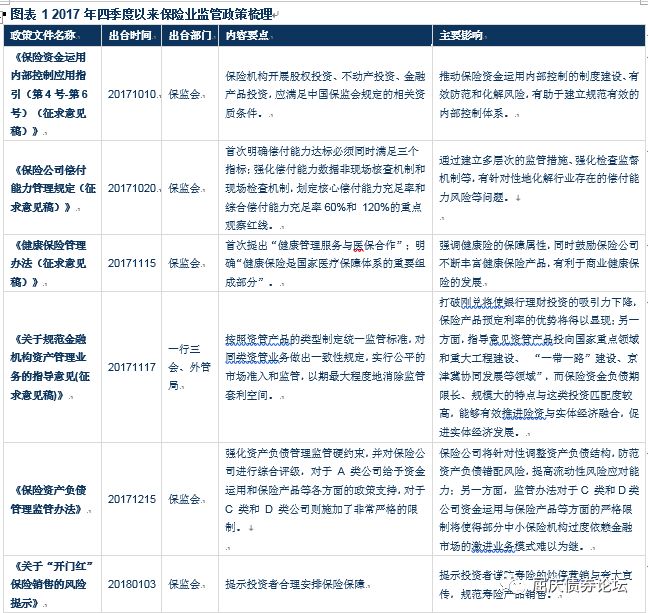 图表 1 2017 年四季度以来保险业监管政策梳理
政策文件名称 出台时间 出台部门 内容要点 主要影响
《保险资金运用
内部控制应用指
引（第 4 号-第 6
号）（征求意见
稿）》
20171010.
保监会.
保险机构开展股权投资、不动产投资、金融
产品投资，应满足中国保监会规定的相关资
质条件。
推动保险资金运用内部控制的制度建设、有
效防范和化解风险，有助于建立规范有效的
内部控制体系。
《保险公司偿付
能力管理规定（征
求意见稿）》
20171020.
保监会
首次明确偿付能力达标必须同时满足三个
指标；强化偿付能力数据非现场核查机制和
现场检查机制，划定核心偿付能力充足率和
综合偿付能力充足率 60%和 120%的重点
观察红线。
通过建立多层次的监管措施、强化检查监督
机制等，有针对性地化解行业存在的偿付能
力风险等问题。
《健康保险管理
办法（征求意见
稿）》
20171115
保监会.
首次提出“健康管理服务与医保合作”；明
确“健康保险是国家医疗保障体系的重要组
成部分”。
强调健康险的保障属性，同时鼓励保险公司
不断丰富健康保险产品，有利于商业健康保
险的发展
《关于规范金融
机构资产管理业
务的指导意见(征
求意见稿)》
20171117
一行三
会、外管
局
按照资管产品的类型制定统一监管标准，对
同类资管业务做出一致性规定，实行公平的
市场准入和监管，以期最大程度地消除监管
套利空间。
打破刚兑将使银行理财投资的吸引力下降，
保险产品预定利率的优势将得以显现；另一
方面，指导意见资管产品投向国家重点领域
和重大工程建设、 “一带一路”建设、京
津冀协同发展等领域”，而保险资金负债期
限长、规模大的特点与这类投资匹配度较
高，能够有效推进险资与实体经济融合，促
进实体经济发展。
《保险资产负债
管理监管办法》
20171215
保监会.
强化资产负债管理监管硬约束，并对保险公
司进行综合评级，对于 A 类公司给予资金
运用和保险产品等各方面的政策支持，对于
C 类和 D 类公司则施加了非常严格的限
制。
保险公司将针对性调整资产负债结构，防范
资产负债错配风险，提高流动性风险应对能
力；另一方面，监管办法对于 C 类和 D 类
公司资金运用与保险产品等方面的严格限
制将使得部分中小保险机构过度依赖金融
市场的激进业务模式难以为继。
《关于“开门红”
保险销售的风险
提示》
20180103
保监会.
提示投资者合理安排保险保障
提示投资者谨防寿险的炒停营销与夸大宣
传，规范寿险产品销售。
屈庆债券论坛